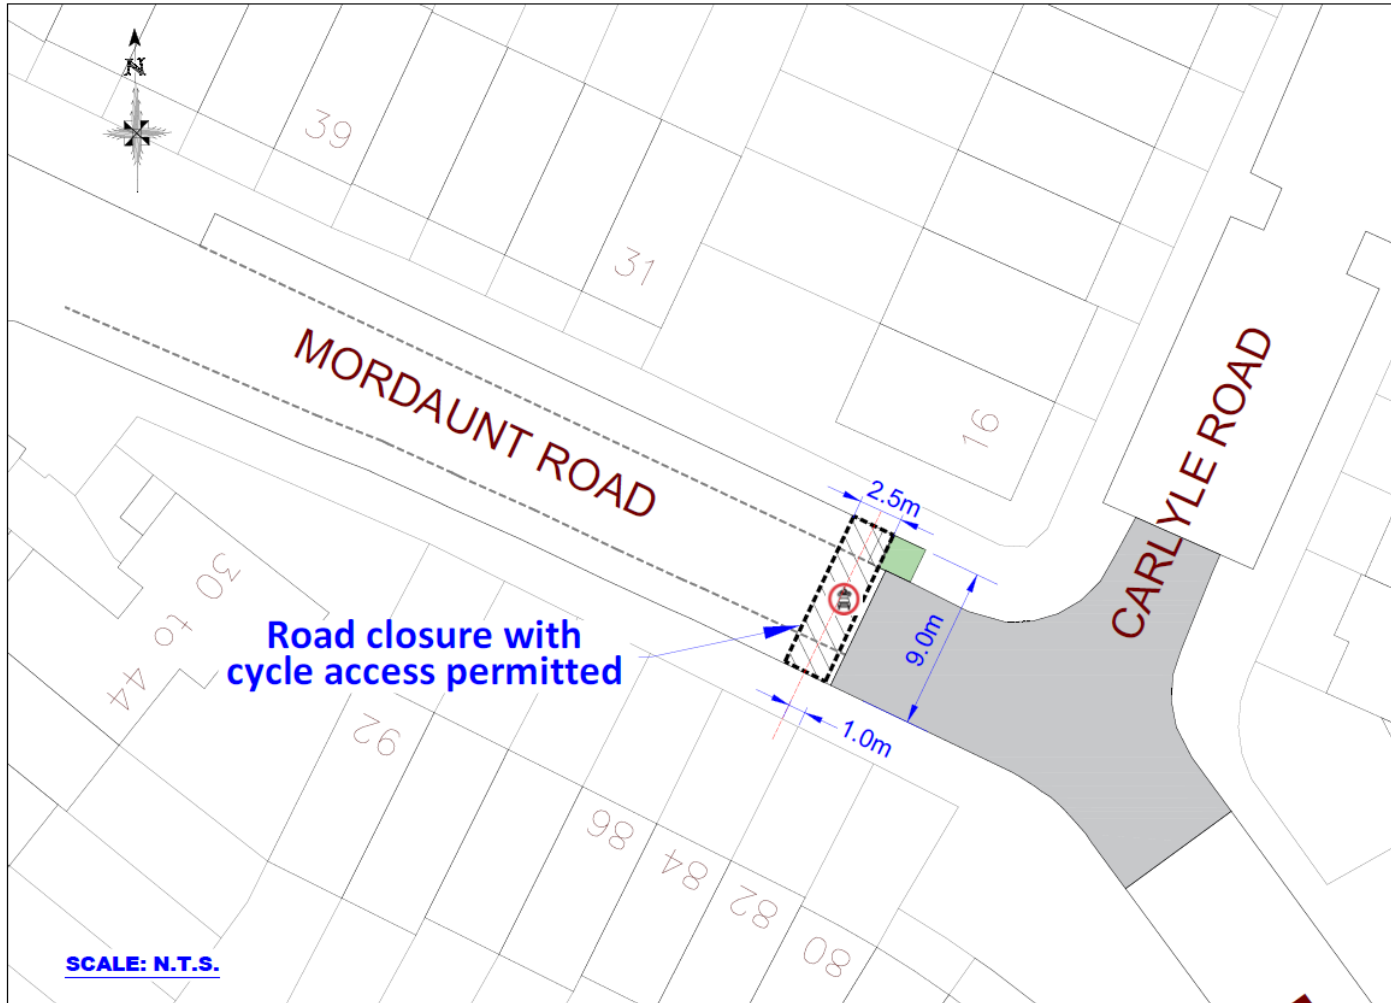 N
39
31
MORDAUNT ROAD
16
CARLYLE ROAD
2.5m
30 to 44
Road closure with
cycle access permitted
9.0m
1.0m
92
86
84
82
80
SCALE: N.T.S.